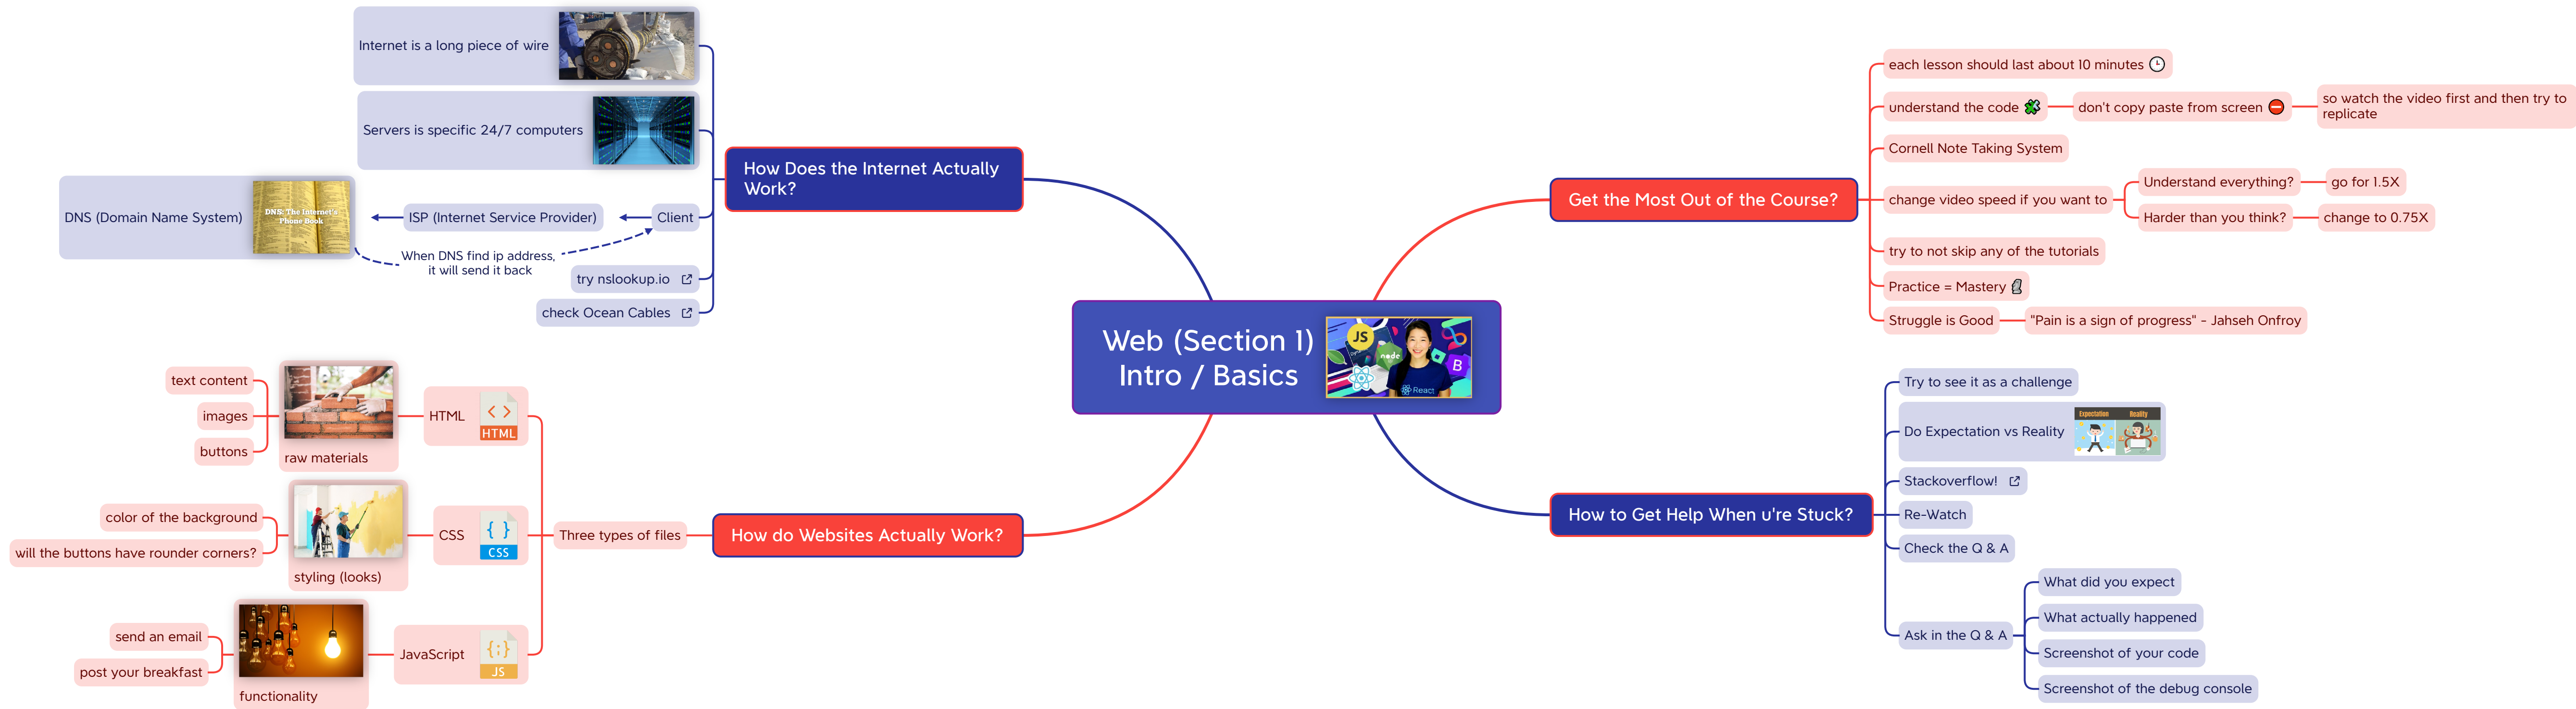 Web (Section 1)
Intro / Basics
JS
node
B
React
How Does the Internet Actually
Work?
Internet is a long piece of wire
Servers is specific 24/7 computers
Client
ISP (Internet Service Provider)
DNS (Domain Name System)
DNS: The Internet's
Phone Book
When DNS find ip address,
it will send it back
try nslookup.io
check Ocean Cables
How do Websites Actually Work?
Three types of files
HTML
HTML
raw materials
text content
images
buttons
CSS
CSS
styling (looks)
color of the background
will the buttons have rounder corners?
JavaScript
JS
functionality
send an email
post your breakfast
Get the Most Out of the Course?
each lesson should last about 10 minutes
understand the code
don't copy paste from screen
so watch the video first and then try to
replicate
Cornell Note Taking System
change video speed if you want to
Understand everything?
go for 1.5X
Harder than you think?
change to 0.75X
try to not skip any of the tutorials
Practice = Mastery
Struggle is Good
"Pain is a sign of progress" - Jahseh Onfroy
How to Get Help When u're Stuck?
Try to see it as a challenge
Do Expectation vs Reality
Expectation
Reality
Stackoverflow!
Re-Watch
Check the Q & A
Ask in the Q & A
What did you expect
What actually happened
Screenshot of your code
Screenshot of the debug console